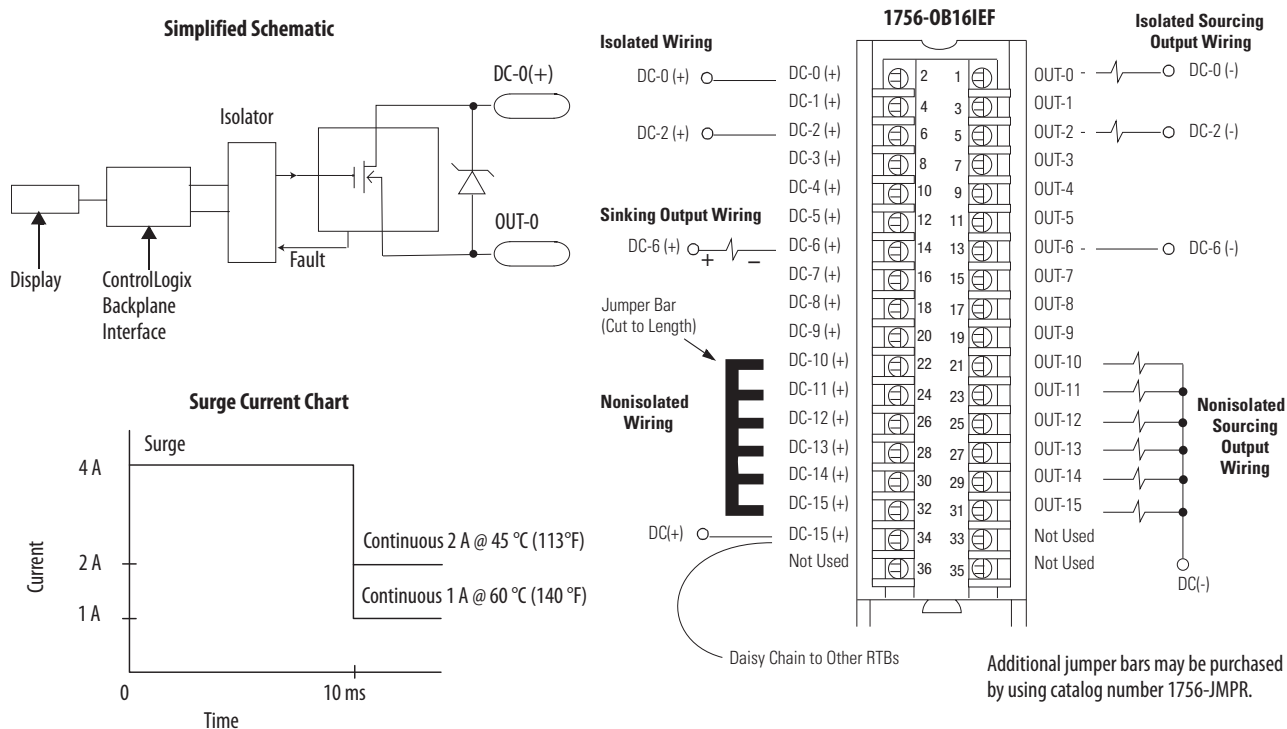 Simplified Schematic
DC-0(+)
Isolator
OUT-0
Fault
Display
ControlLogix
Backplane
Interface
Surge Current Chart
Surge
4 A
Continuous 2 A @ 45 °C (113°F)
2 A
Continuous 1 A @ 60 °C (140 °F)
1 A
Current
0
10 ms
Time
1756-OB16IEF
Isolated Wiring
Isolated Sourcing
Output Wiring
DC-0 (+) DC-0 (+) 2 1 OUT-0 DC-0 (-)
DC-1 (+) 4 3 OUT-1
DC-2 (+) DC-2 (+) 6 5 OUT-2 DC-2 (-)
DC-3 (+) 8 7 OUT-3
DC-4 (+) 10 9 OUT-4
Sinking Output Wiring
DC-5 (+) 12 11 OUT-5
DC-6 (+) + – DC-6 (+) 14 13 OUT-6 DC-6 (-)
DC-7 (+) 16 15 OUT-7
Jumper Bar
(Cut to Length)
DC-8 (+) 18 17 OUT-8
DC-9 (+) 20 19 OUT-9
DC-10 (+) 22 21 OUT-10
DC-11 (+) 24 23 OUT-11
Nonisolated
Wiring
DC-12 (+) 26 25 OUT-12
DC-13 (+) 28 27 OUT-13
Nonisolated
Sourcing
Output
Wiring
DC-14 (+) 30 29 OUT-14
DC-15 (+) 32 31 OUT-15
DC(+) DC-15 (+) 34 33 Not Used
Not Used 36 35 Not Used
DC(-)
Daisy Chain to Other RTBs
Additional jumper bars may be purchased
by using catalog number 1756-JMPR.